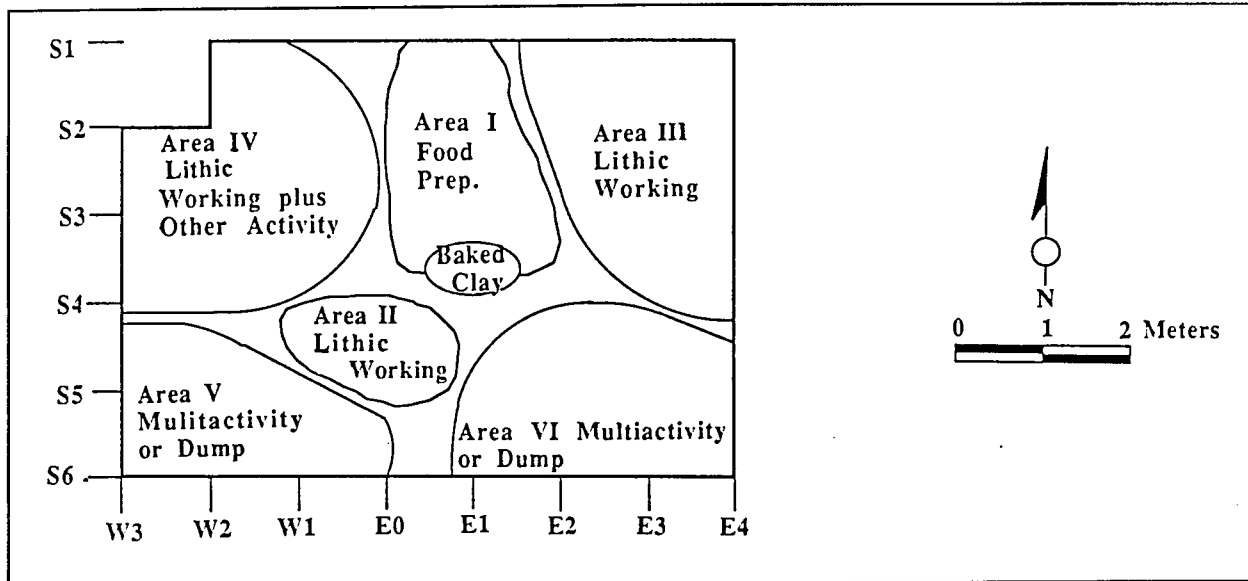 S1
S2
S3
S4
S5
S6
Area IV
Lithic
Working plus
Other Activity
Area I
Food
Prep.
Area III
Lithic
Working
Baked
Clay
Area II
Lithic
Working
Area V
Mulitactivity
or Dump
Area VI Multiactivity
or Dump
W3 W2 W1 E0 E1 E2 E3 E4
N
0 1 2 Meters